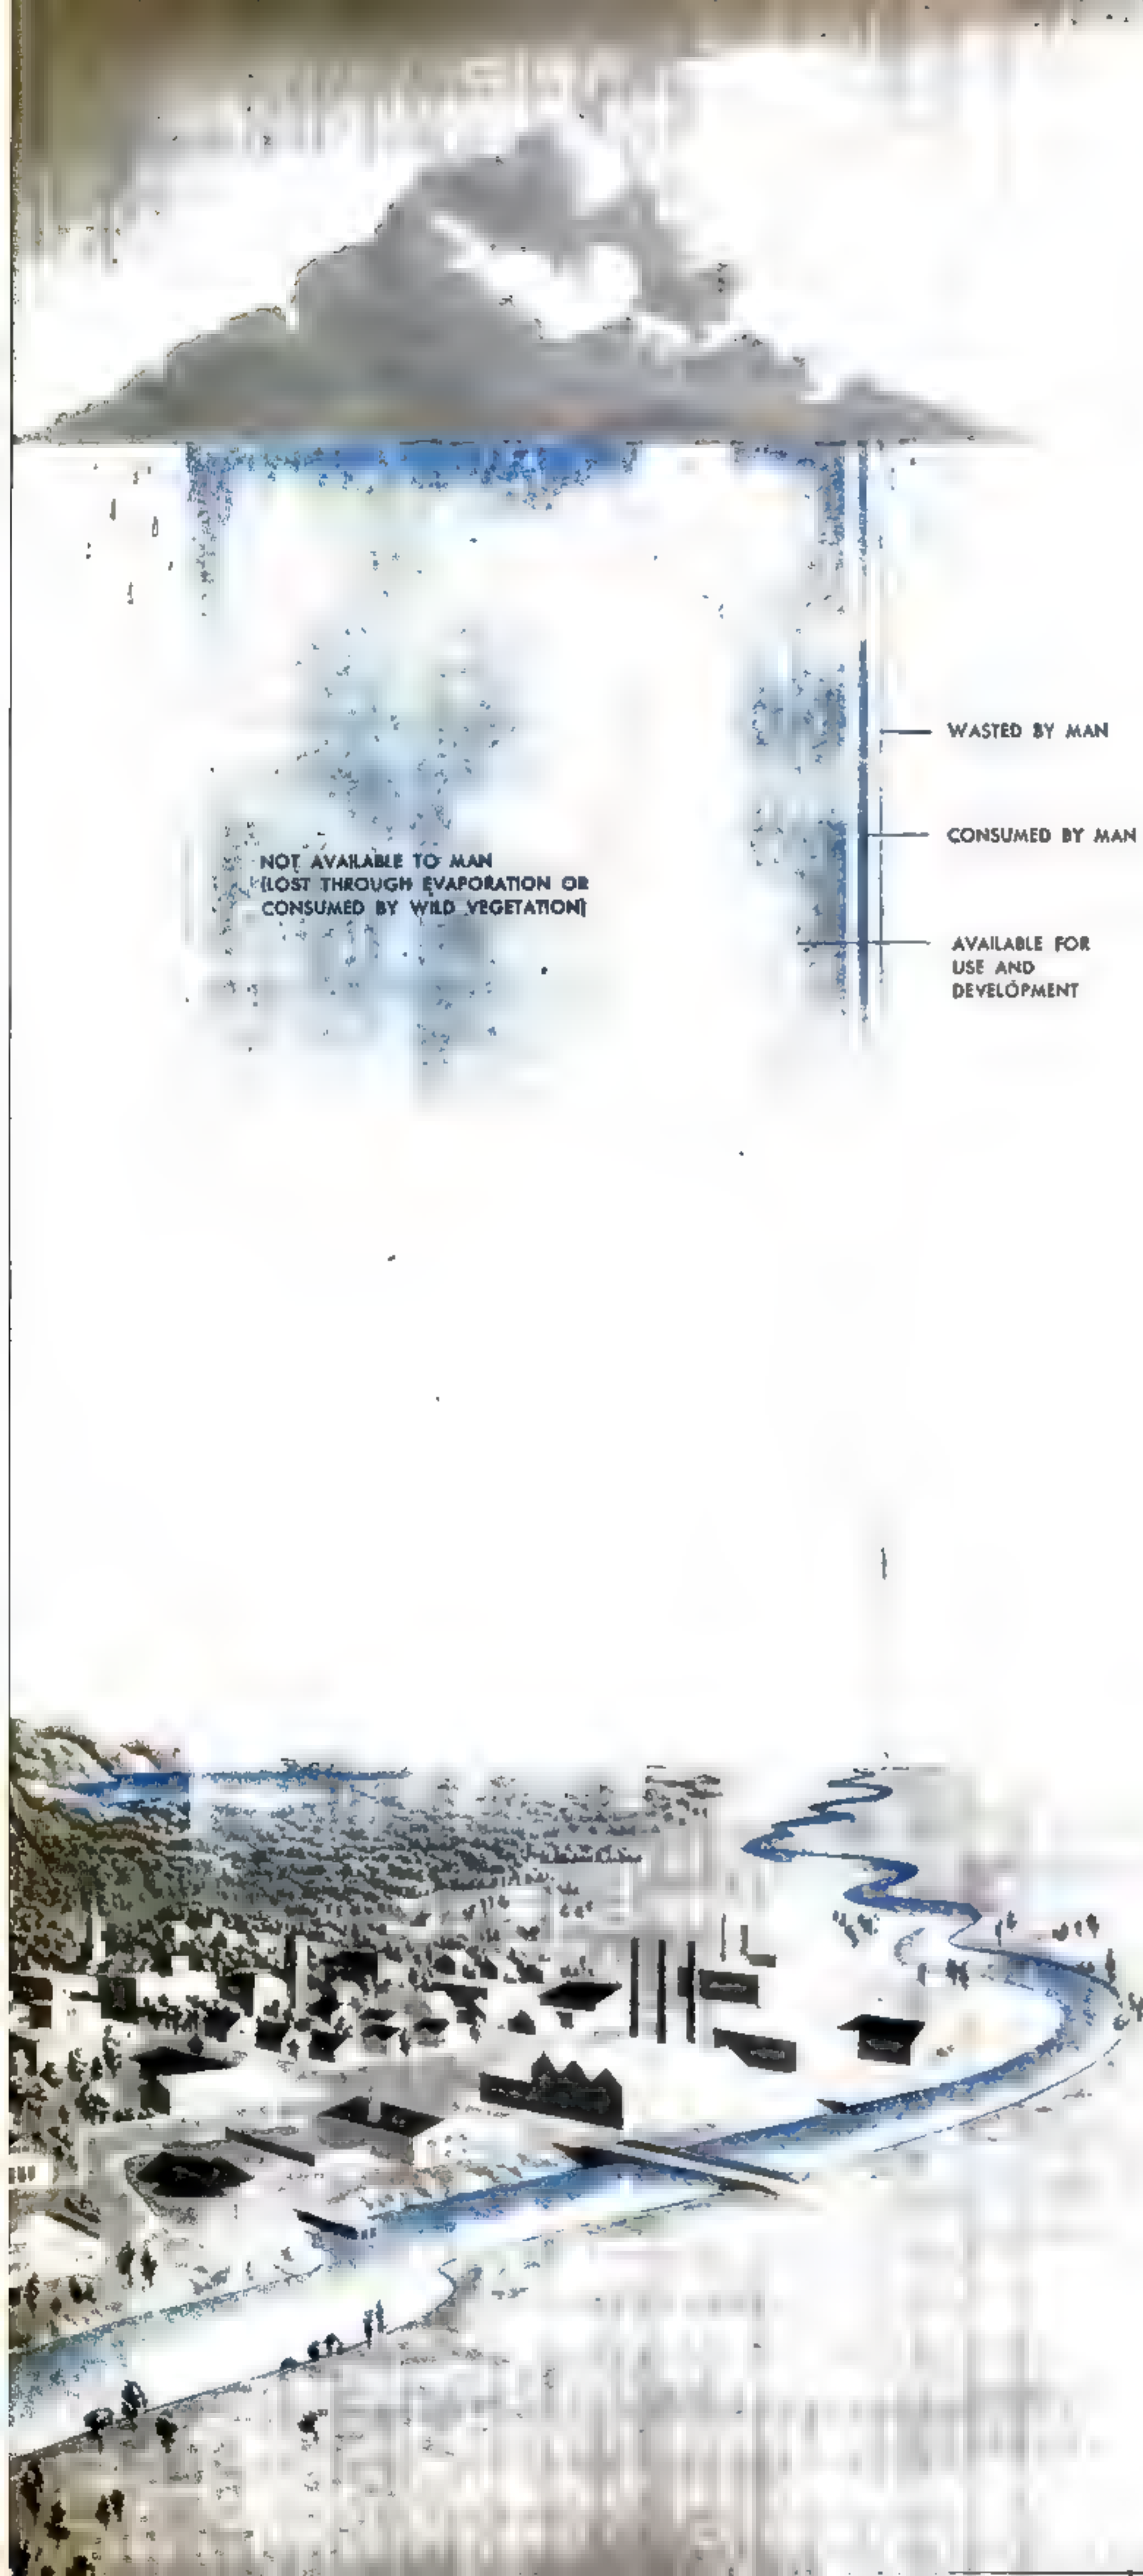 WASTED BY MAN
CONSUMED BY MAN
NOT AVAILABLE TO MAN
(LOST THROUGH EVAPORATION OR
CONSUMED BY WILD VEGETATION)
AVAILABLE FOR
USE AND
DEVELOPMENT